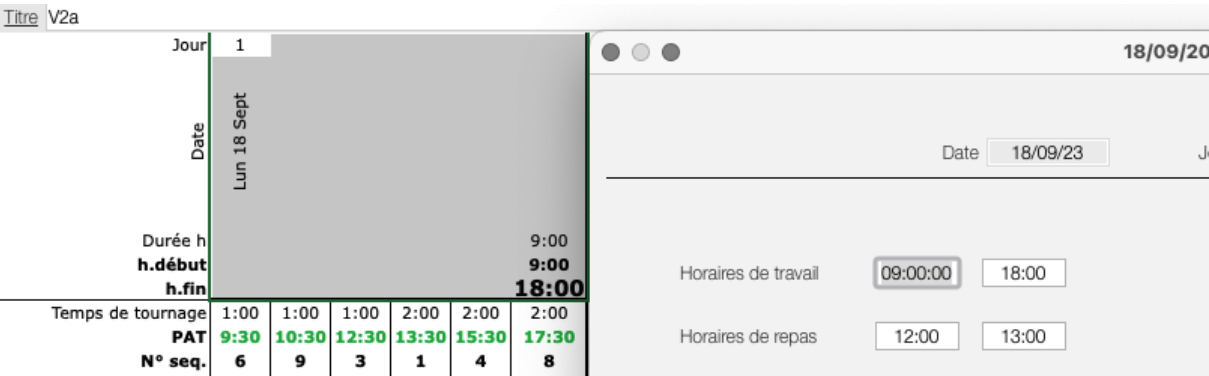 Titre V2a
Jour 1
18/09/20
Date Lun 18 Sept
Date 18/09/23
Durée h 9:00
h.début 9:00
Horaires de travail 09:00:00 18:00
h.fin 18:00
Temps de tournage 1:00 1:00 1:00 2:00 2:00 2:00
PAT 9:30 10:30 12:30 13:30 15:30 17:30
Horaires de repas 12:00 13:00
N° seq. 6 9 3 1 4 8